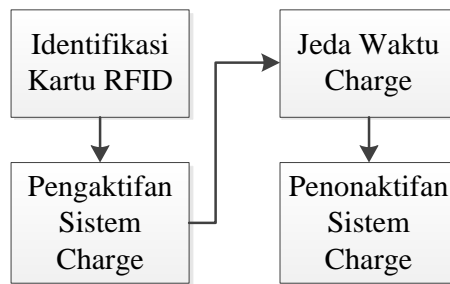 Identifikasi
Kartu RFID
Pengaktifan
Sistem
Charge
Jeda Waktu
Charge
Penonaktifan
Sistem
Charge